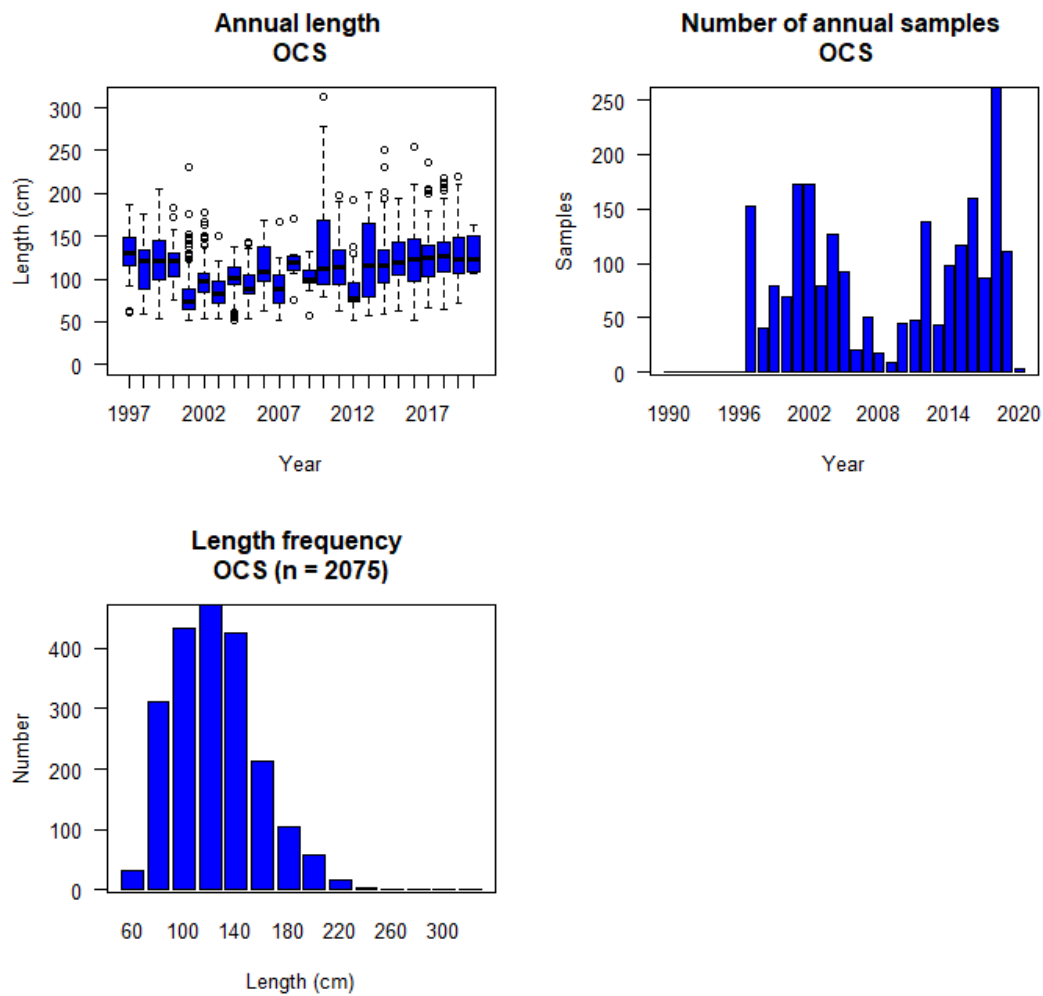 Annual length
OCS
Length (cm)
300
250
200
150
100
50
0
1997 2002 2007 2012 2017
Year
Number of annual samples
OCS
Samples
250
200
150
100
50
0
1990 1996 2002 2008 2014 2020
Year
Length frequency
OCS (n = 2075)
Number
400
300
200
100
0
60 100 140 180 220 260 300
Length (cm)